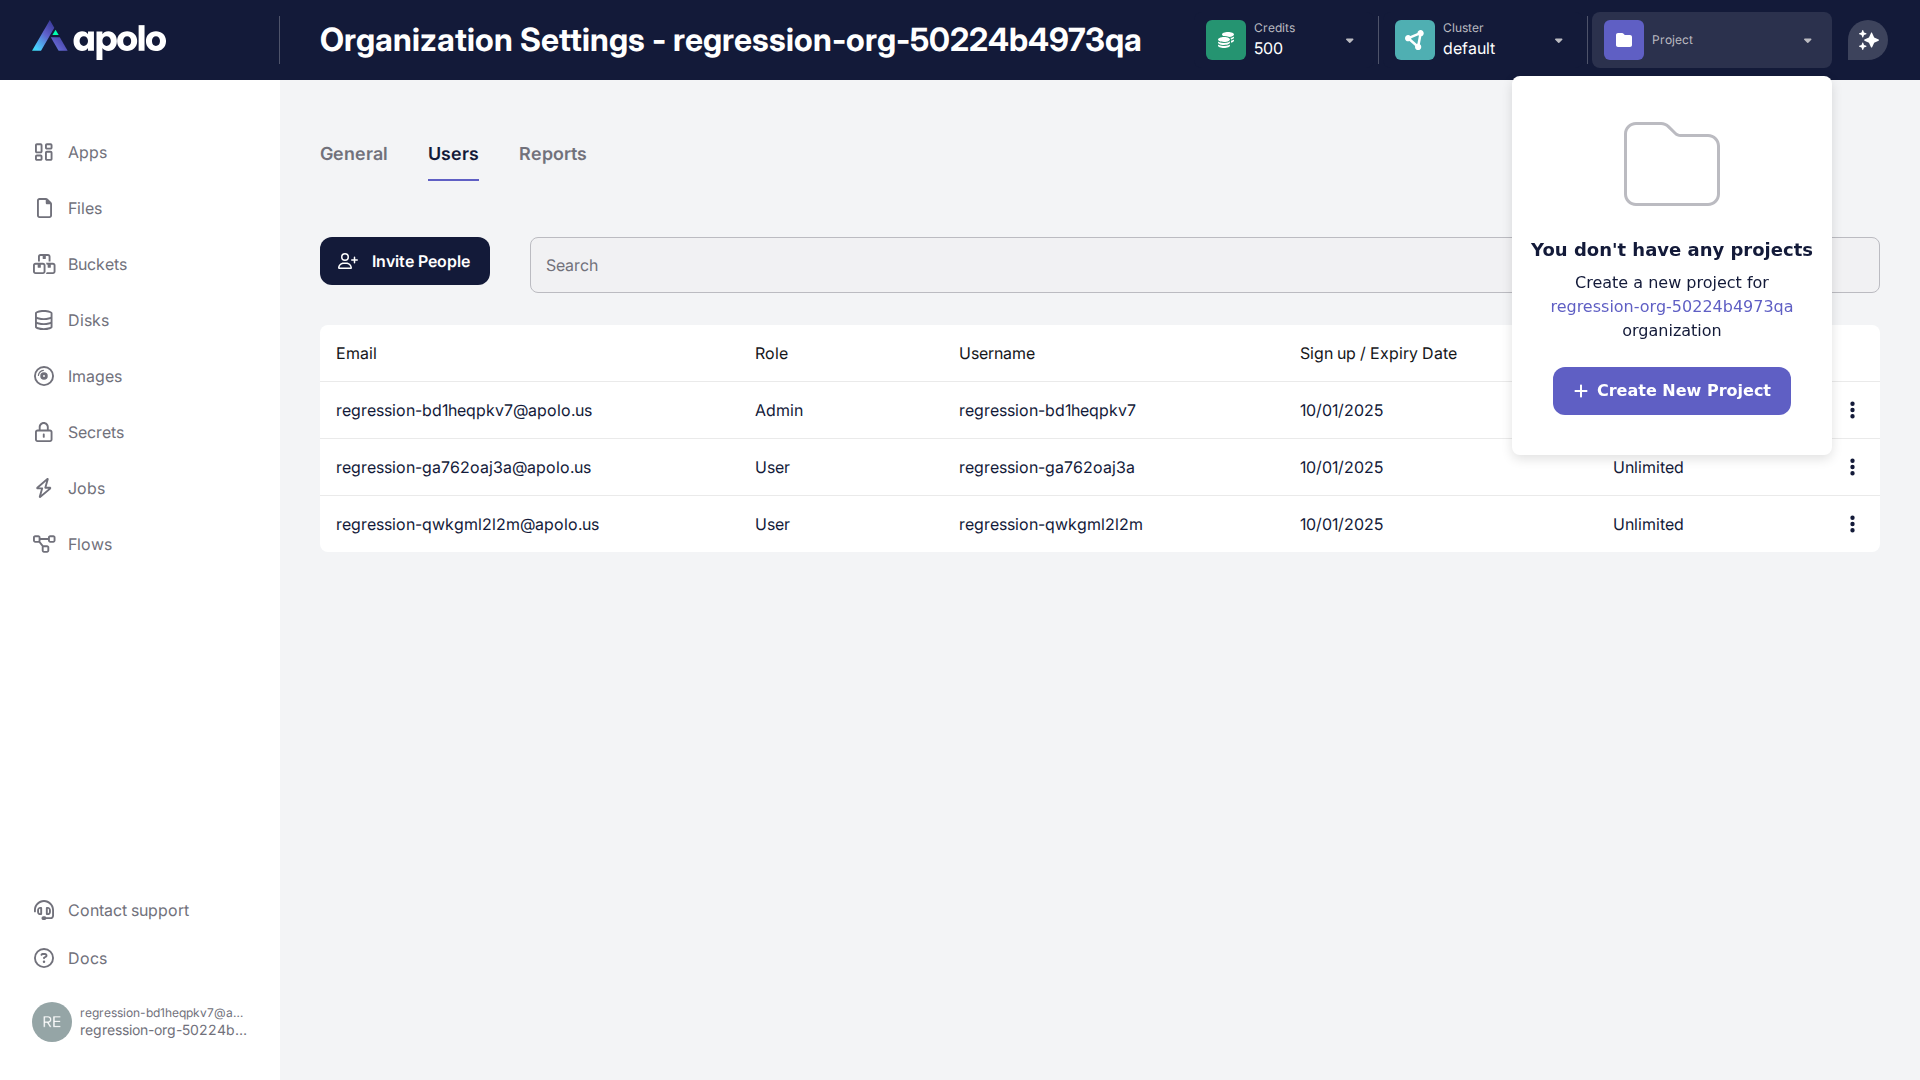 apolo
Organization Settings - regression-org-50224b4973qa
Credits
500
Cluster
default
Project
Apps
Files
Buckets
Disks
Images
Secrets
Jobs
Flows
Contact support
Docs
RE
regression-bd1heqpkv7@a...
regression-org-50224b...
General
Users
Reports
Invite People
Search
Email
Role
Username
Sign up / Expiry Date
regression-bd1heqpkv7@apolo.us
Admin
regression-bd1heqpkv7
10/01/2025
regression-ga762oaj3a@apolo.us
User
regression-ga762oaj3a
10/01/2025
Unlimited
regression-qwkgml2l2m@apolo.us
User
regression-qwkgml2l2m
10/01/2025
Unlimited
You don't have any projects
Create a new project for
regression-org-50224b4973qa
organization
Create New Project